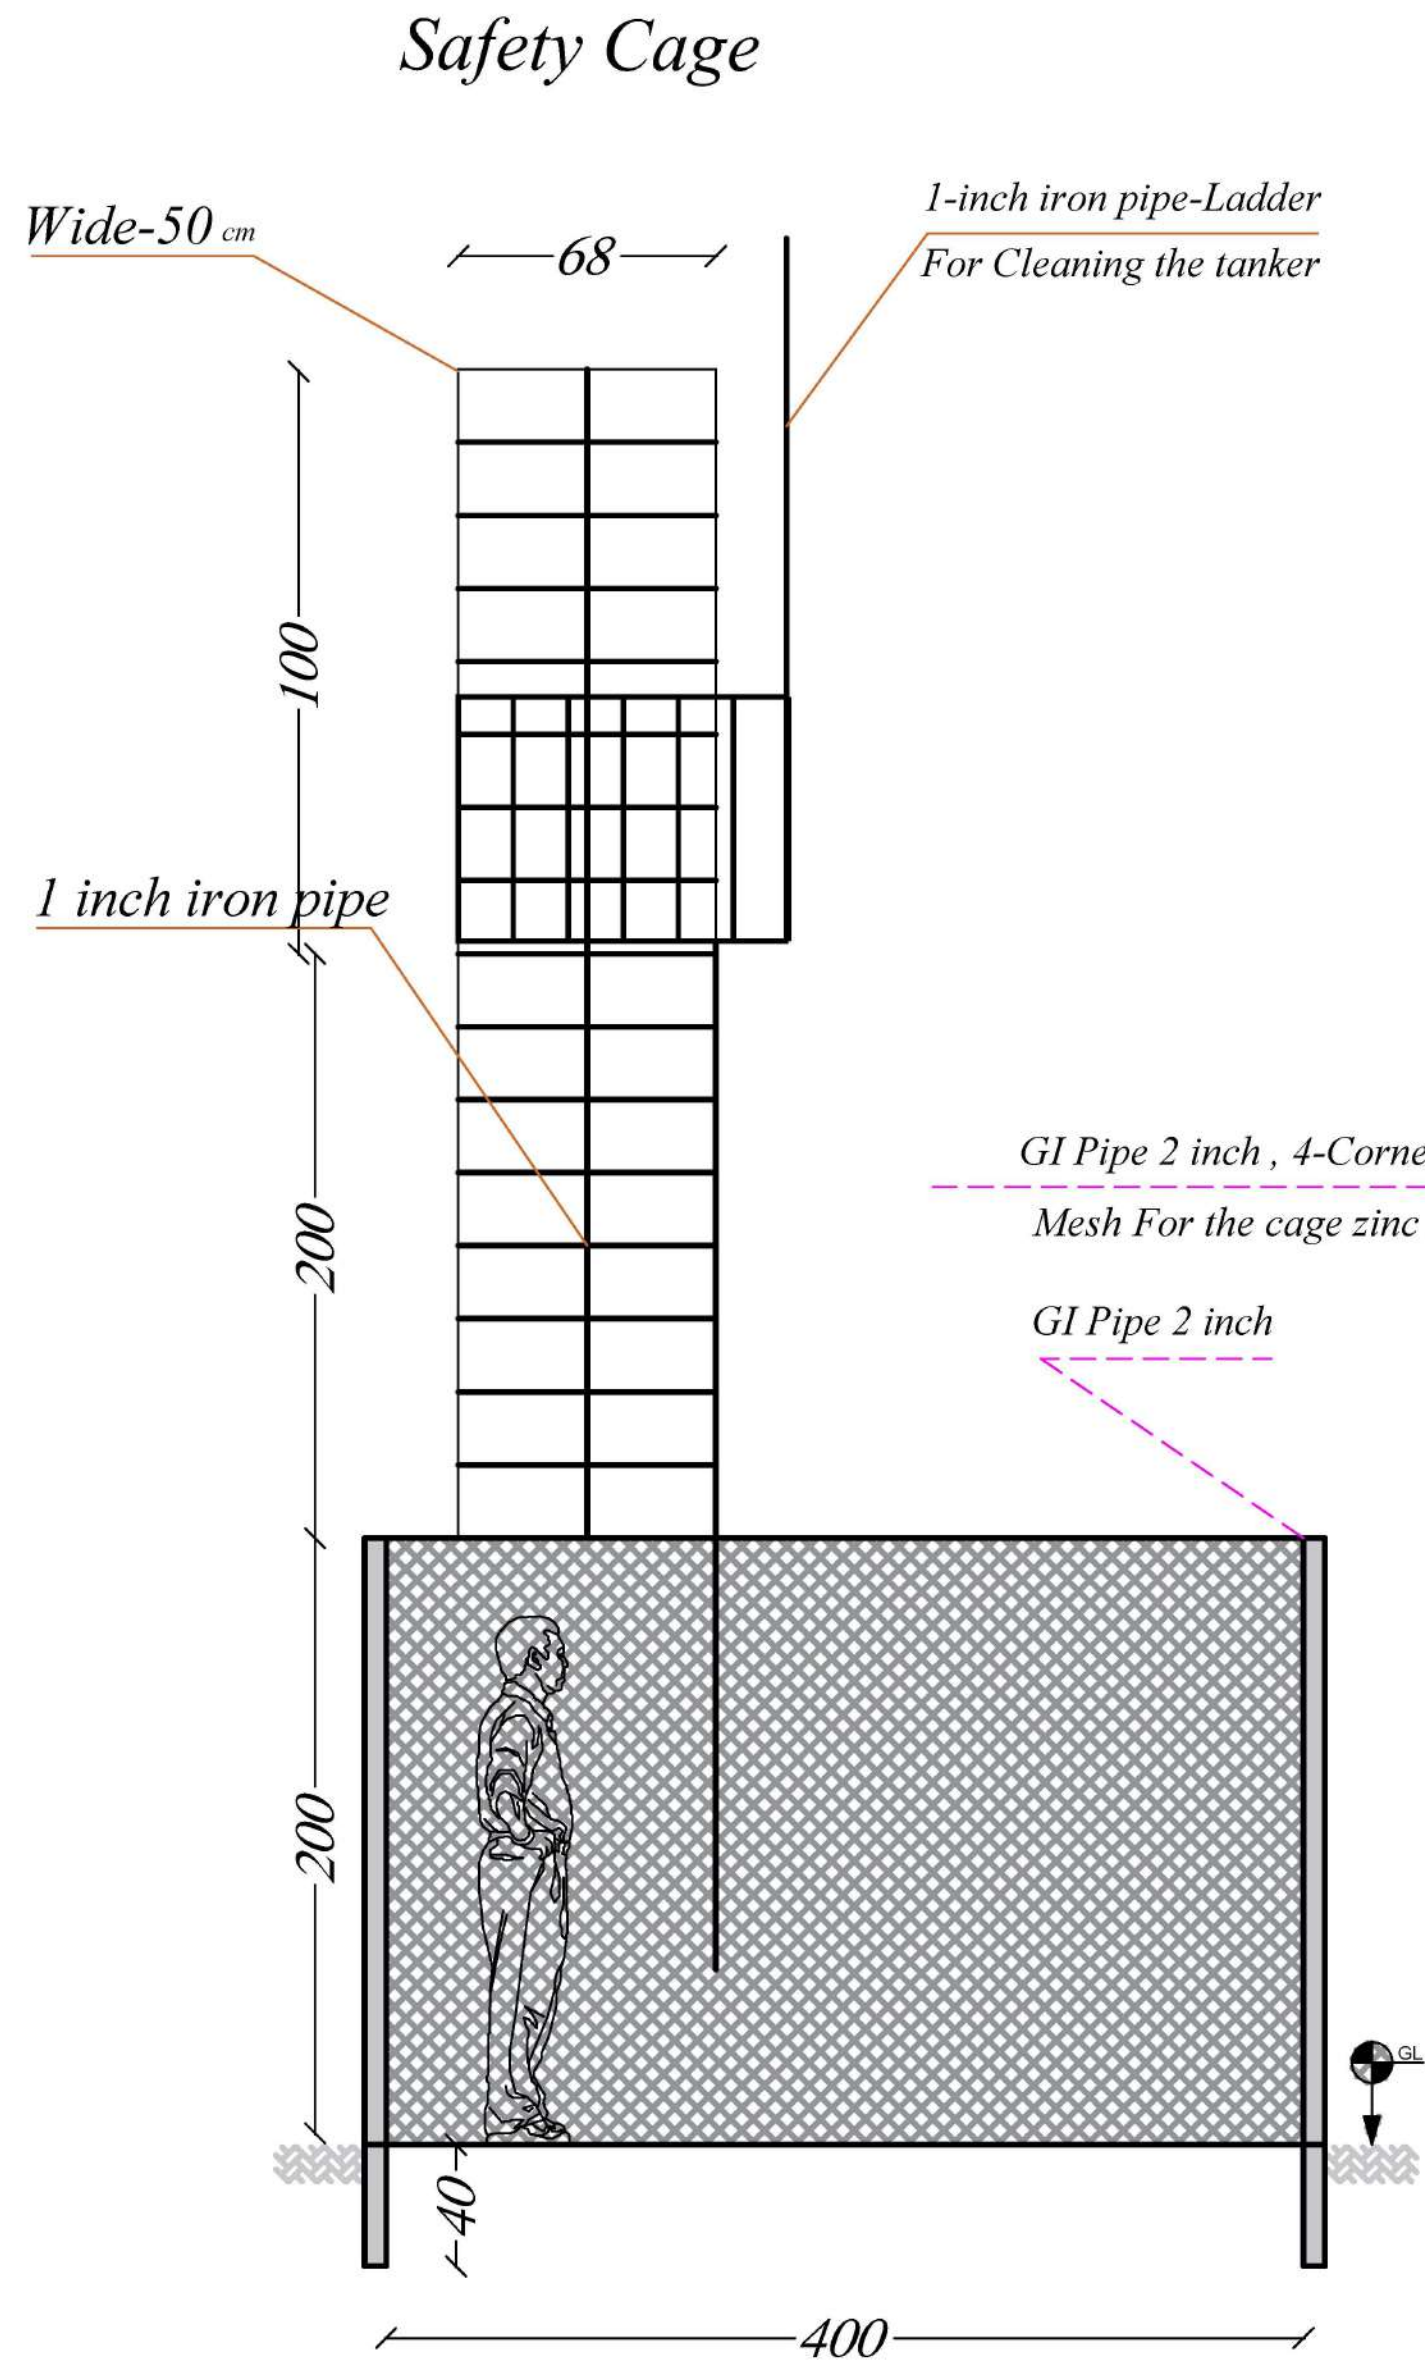 Safety Cage
1-inch iron pipe-Ladder
For Cleaning the tanker
Wide-50 cm
68
100
1 inch iron pipe
GI Pipe 2 inch , 4-Corne
Mesh For the cage zinc
200
GI Pipe 2 inch
200
GL
40
400